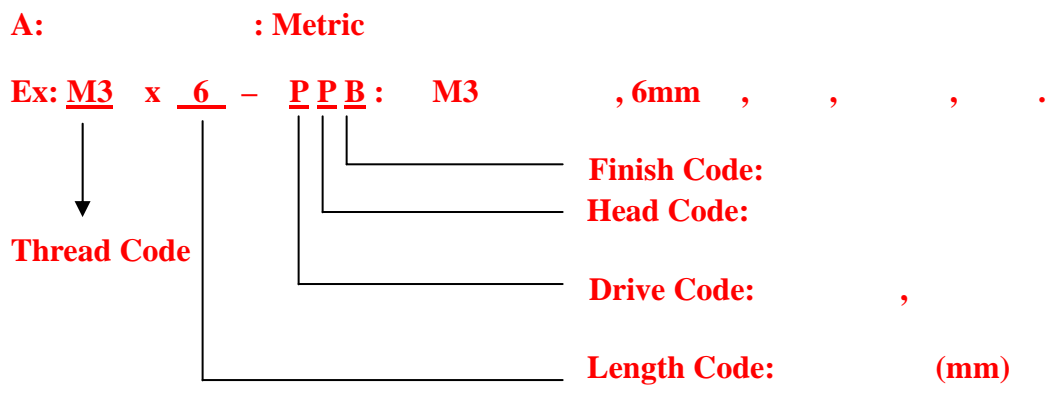 A: : Metric
Ex: M3 x 6 – P P B : M3 , 6mm , , , .
Finish Code:
Head Code:
Thread Code
Drive Code: ,
Length Code: (mm)